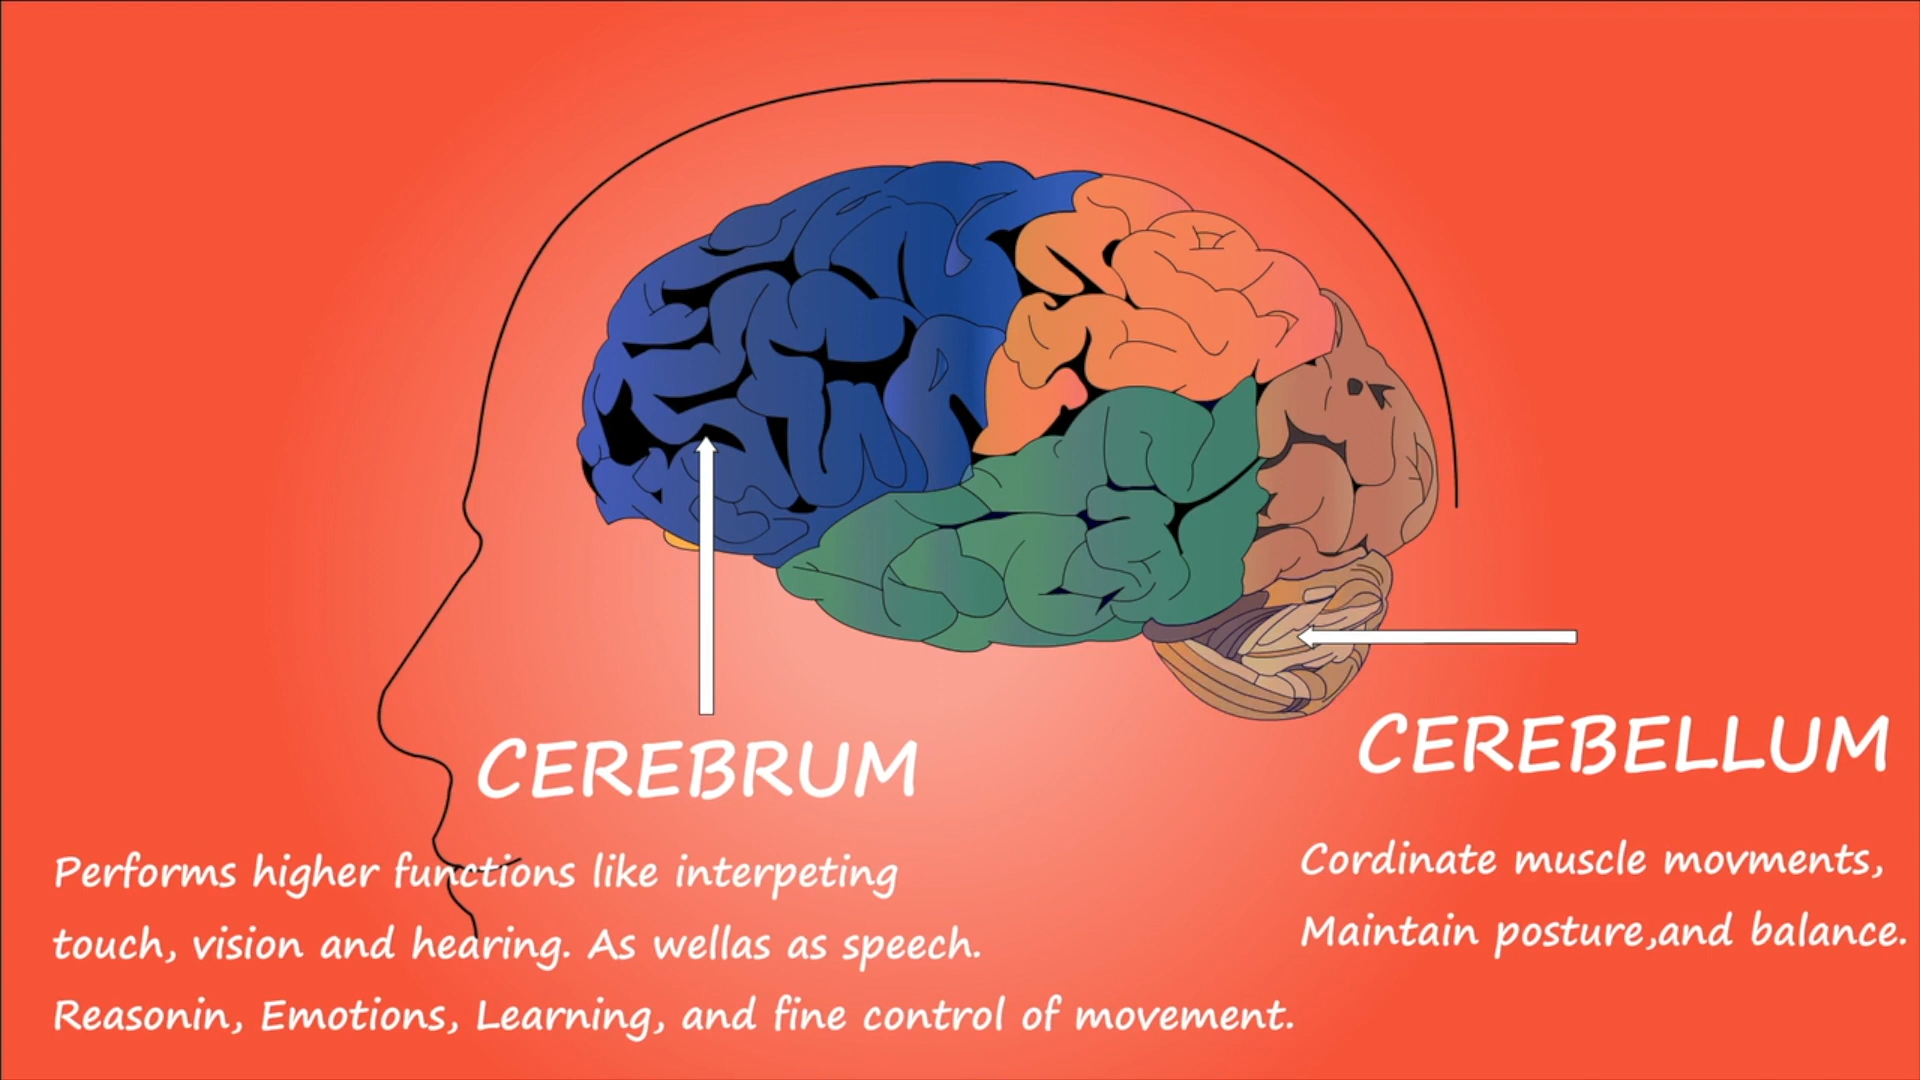 CEREBRUM
Performs higher functions like interpeting
touch, vision and hearing. As wellas as speech.
Reasonin, Emotions, Learning, and fine control of movement.
CEREBELLUM
Cordinate muscle movments,
Maintain posture,and balance.